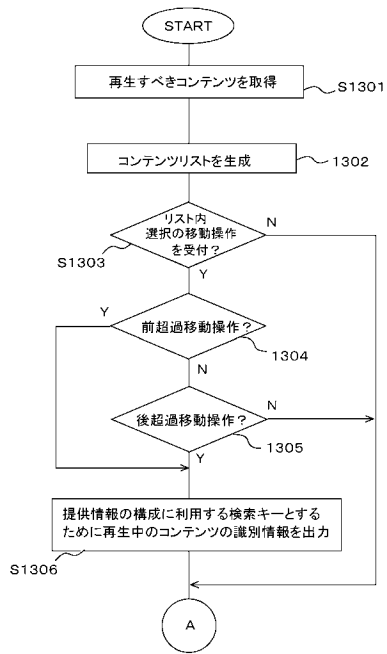 START
再生すべきコンテンツを取得
S1301
コンテンツリストを生成
1302
リスト内
選択の移動操作
を受付？
N
S1303
Y
Y
前超過移動操作？
1304
N
後超過移動操作？
N
1305
Y
提供情報の構成に利用する検索キーとする
ために再生中のコンテンツの識別情報を出力
S1306
A